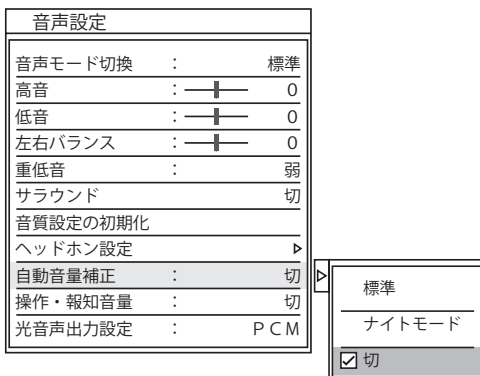 音声設定
音声モード切換 : 標準
高音 : 0
低音 : 0
左右バランス : 0
重低音 : 弱
サラウンド 切
音質設定の初期化
ヘッドホン設定
自動音量補正 : 切
操作・報知音量 : 切
光音声出力設定 : ＰＣＭ
標準
ナイトモード
切